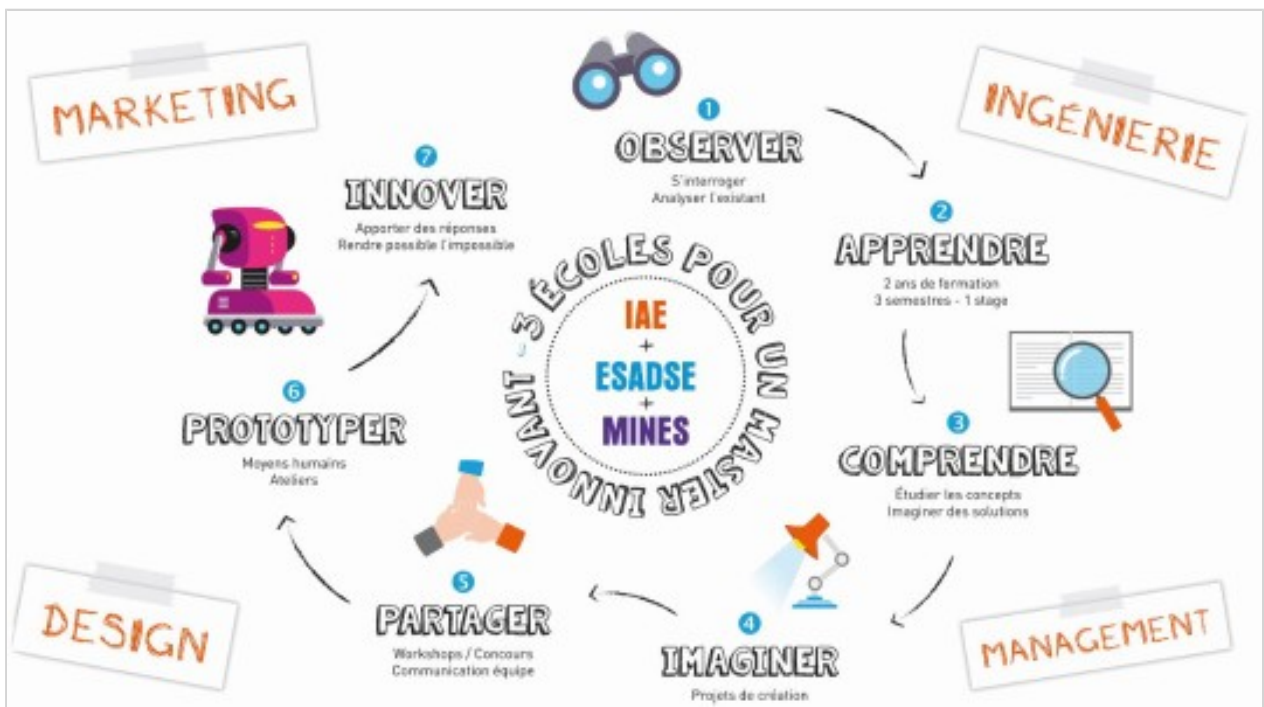 MARKETING
INGÉNIERIE
1
OBSERVER
S'interroger
Analyser l'existant
2
APPRENDRE
2 ans de formation
3 semestres - 1 stage
3
COMPRENDRE
Étudier les concepts
Imaginer des solutions
4
IMAGINER
Projets de création
5
PARTAGER
Workshops / Concours
Communication équipe
6
PROTOTYPER
Moyens humains
Ateliers
7
INNOVER
Apporter des réponses
Rendre possible l'impossible
- 3 ÉCOLES POUR UN MASTER INNOVANT
IAE
+
ESADSE
+
MINES
DESIGN
MANAGEMENT